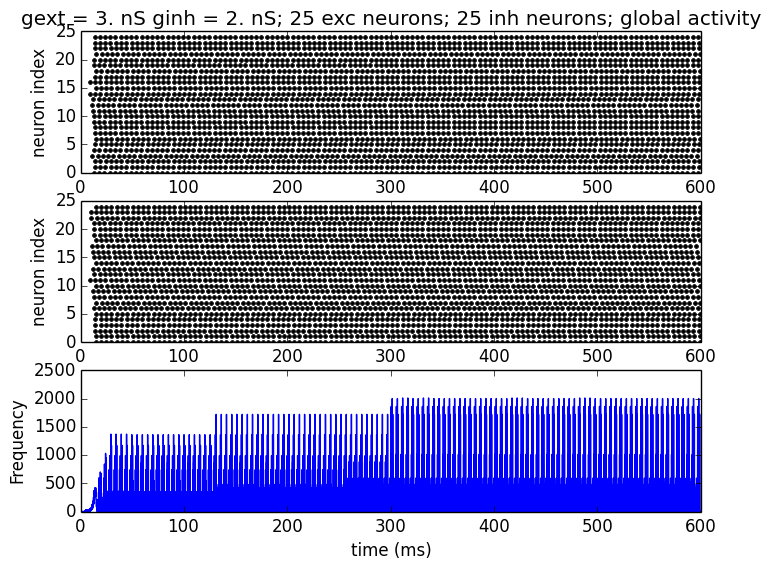 gext = 3. nS ginh = 2. nS; 25 exc neurons; 25 inh neurons; global activity
25
20
15
10
5
0
neuron index
0 100 200 300 400 500 600
25
20
15
10
5
0
neuron index
0 100 200 300 400 500 600
2500
2000
1500
1000
500
0
Frequency
0 100 200 300 400 500 600
time (ms)